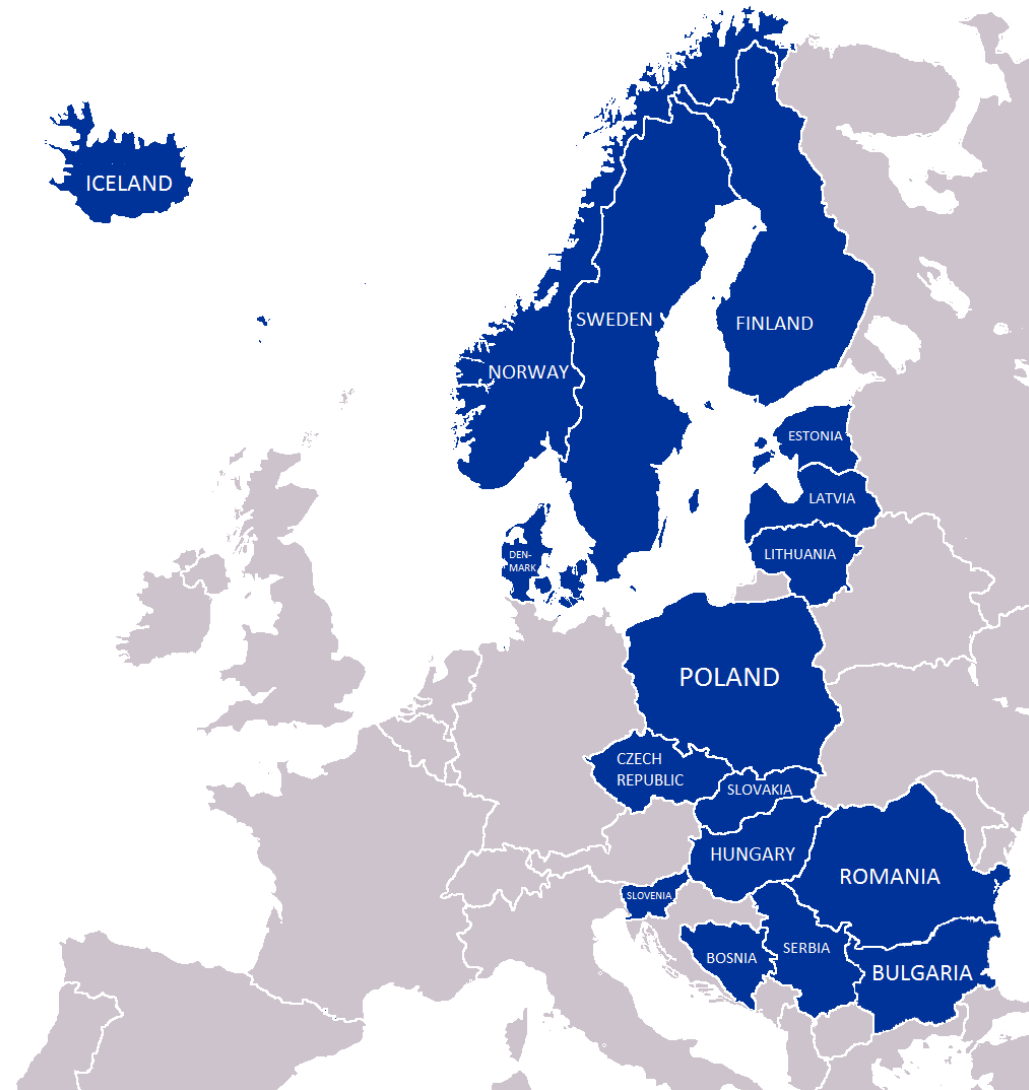 ICELAND
SWEDEN
FINLAND
NORWAY
ESTONIA
LATVIA
DEN-
MARK
LITHUANIA
POLAND
CZECH
REPUBLIC
SLOVAKIA
HUNGARY
ROMANIA
SLOVENIA
SERBIA
BOSNIA
BULGARIA